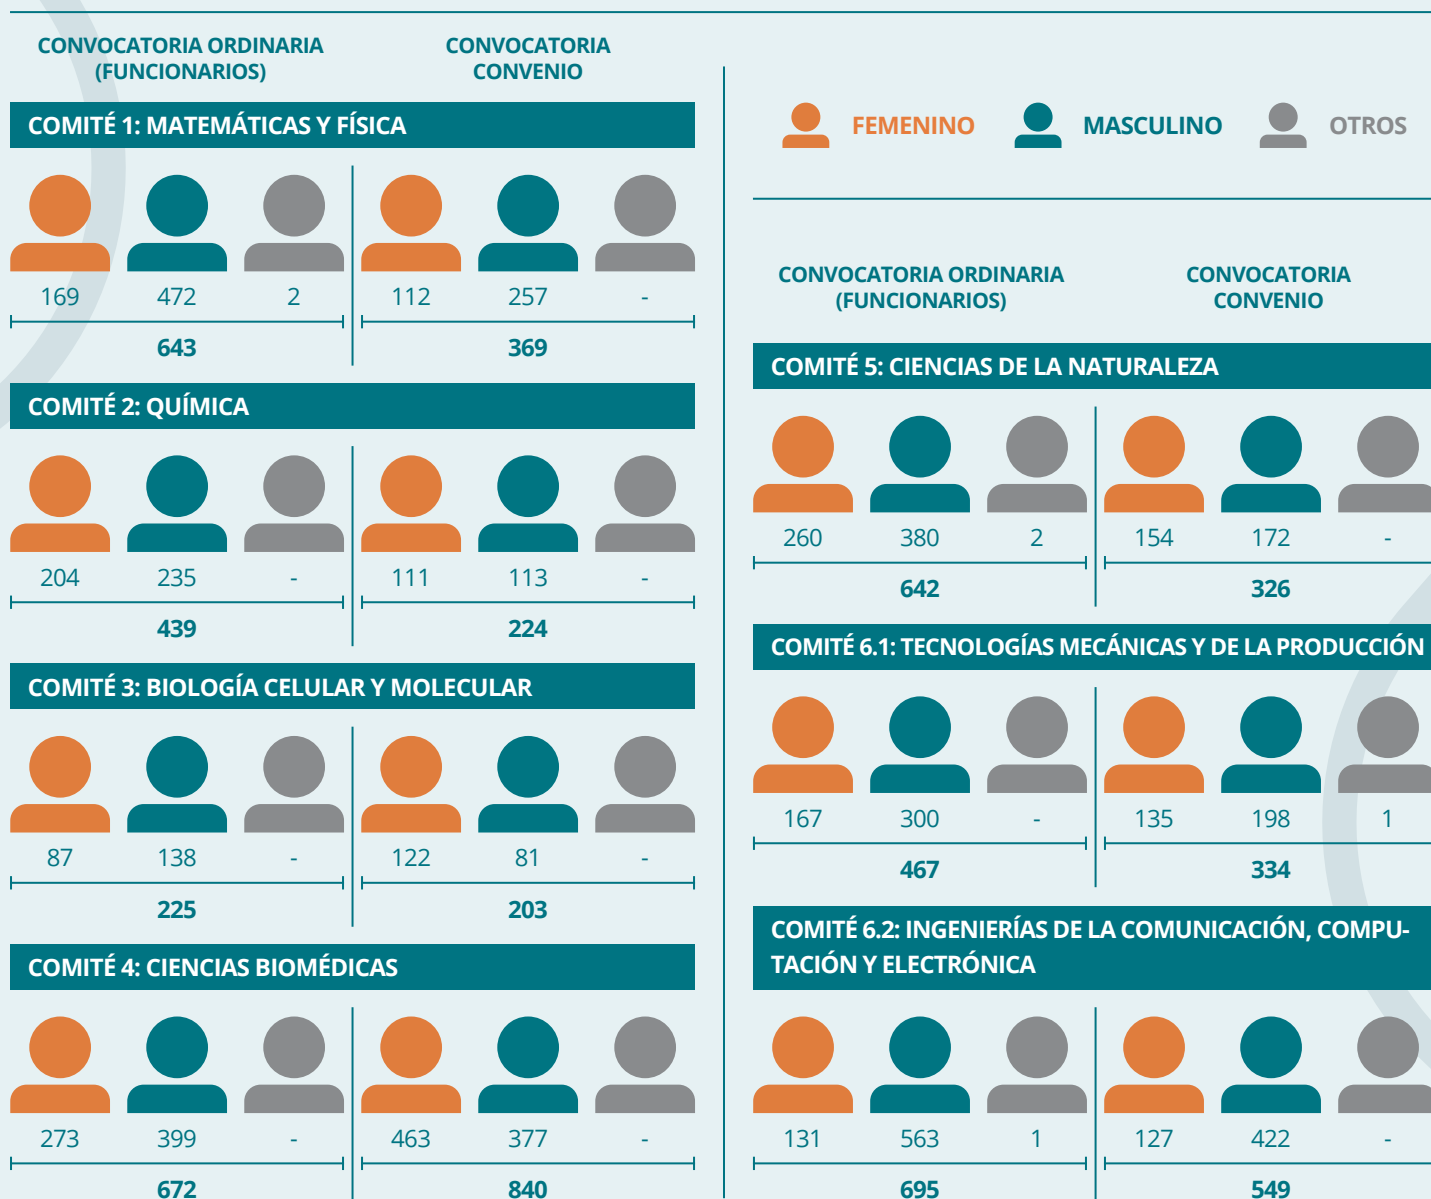 CONVOCATORIA ORDINARIA
(FUNCIONARIOS)
CONVOCATORIA
CONVENIO
COMITÉ 1: MATEMÁTICAS Y FÍSICA
169 472 2 112 257 -
643 369
COMITÉ 2: QUÍMICA
204 235 - 111 113 -
439 224
COMITÉ 3: BIOLOGÍA CELULAR Y MOLECULAR
87 138 - 122 81 -
225 203
COMITÉ 4: CIENCIAS BIOMÉDICAS
273 399 - 463 377 -
672 840
FEMENINO MASCULINO OTROS
CONVOCATORIA ORDINARIA
(FUNCIONARIOS)
CONVOCATORIA
CONVENIO
COMITÉ 5: CIENCIAS DE LA NATURALEZA
260 380 2 154 172 -
642 326
COMITÉ 6.1: TECNOLOGÍAS MECÁNICAS Y DE LA PRODUCCIÓN
167 300 - 135 198 1
467 334
COMITÉ 6.2: INGENIERÍAS DE LA COMUNICACIÓN, COMPU-
TACIÓN Y ELECTRÓNICA
131 563 1 127 422 -
695 549